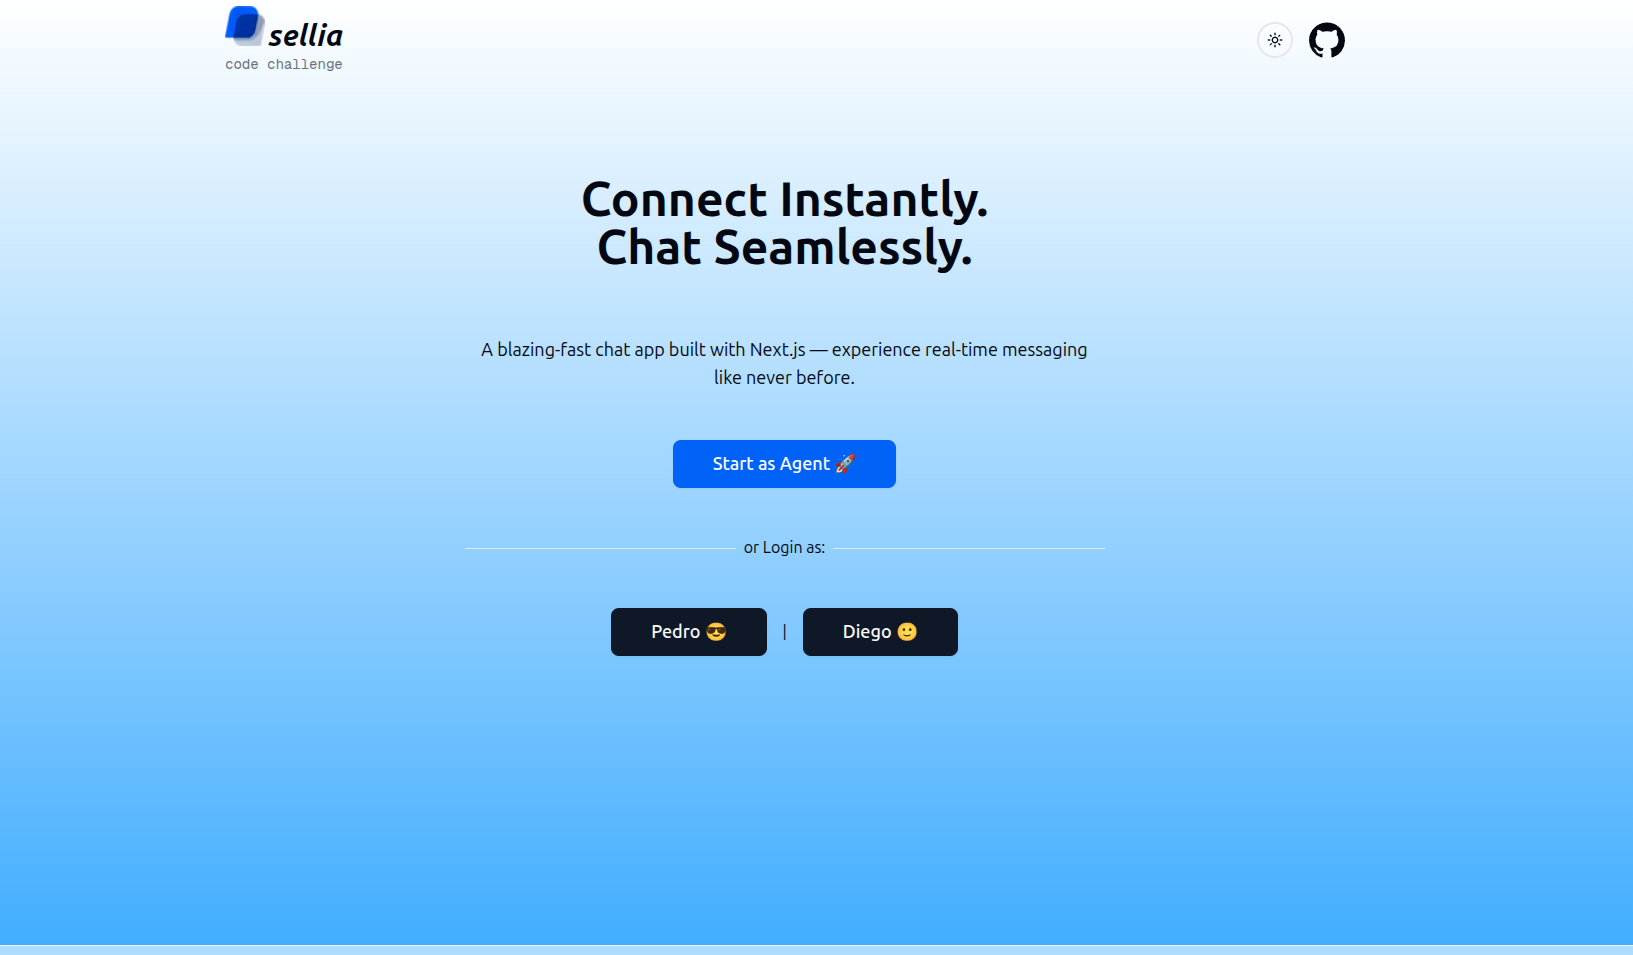 sellia
code challenge
Connect Instantly.
Chat Seamlessly.
A blazing-fast chat app built with Next.js — experience real-time messaging
like never before.
Start as Agent 🚀
or Login as:
Pedro 😎 | Diego 🙂